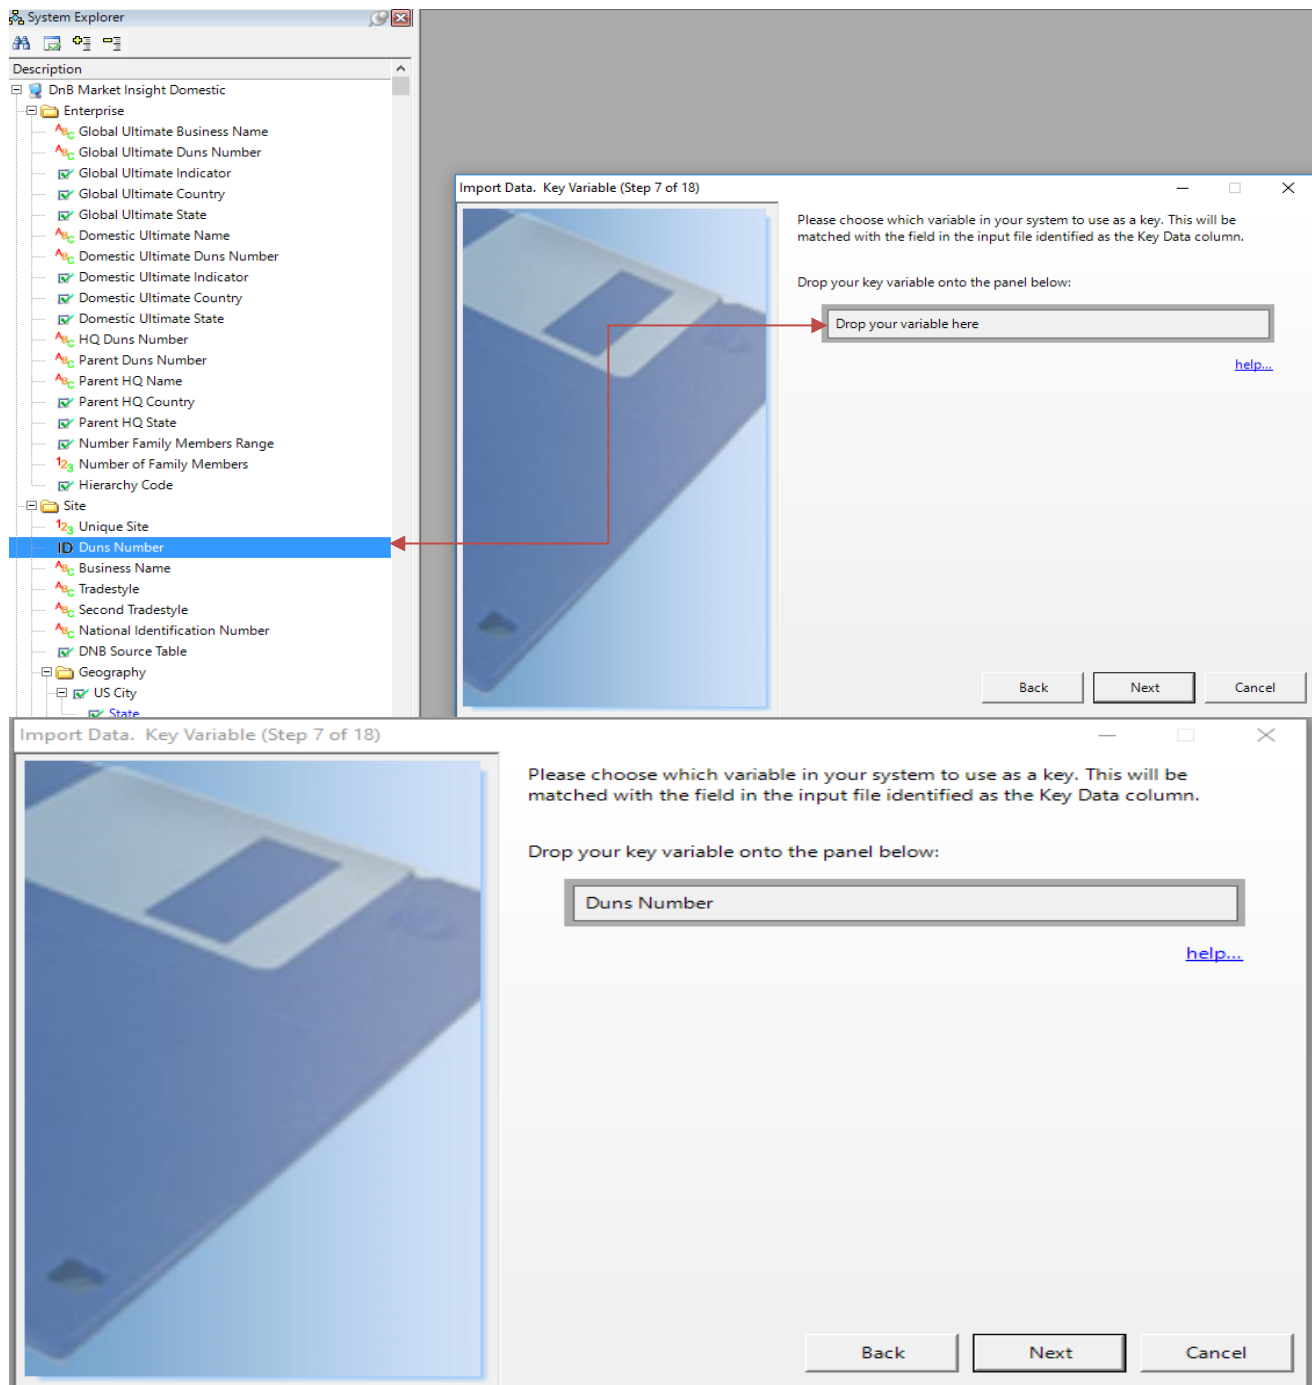 System Explorer
Description
DnB Market Insight Domestic
Enterprise
Global Ultimate Business Name
Global Ultimate Duns Number
Global Ultimate Indicator
Global Ultimate Country
Global Ultimate State
Domestic Ultimate Name
Domestic Ultimate Duns Number
Domestic Ultimate Indicator
Domestic Ultimate Country
Domestic Ultimate State
HQ Duns Number
Parent Duns Number
Parent HQ Name
Parent HQ Country
Parent HQ State
Number Family Members Range
Number of Family Members
Hierarchy Code
Site
Unique Site
ID Duns Number
Business Name
Tradestyle
Second Tradestyle
National Identification Number
DNB Source Table
Geography
US City
State
Import Data. Key Variable (Step 7 of 18)
Please choose which variable in your system to use as a key. This will be
matched with the field in the input file identified as the Key Data column.
Drop your key variable onto the panel below:
Drop your variable here
help...
Back Next Cancel
Import Data. Key Variable (Step 7 of 18)
Please choose which variable in your system to use as a key. This will be
matched with the field in the input file identified as the Key Data column.
Drop your key variable onto the panel below:
Duns Number
help...
Back Next Cancel